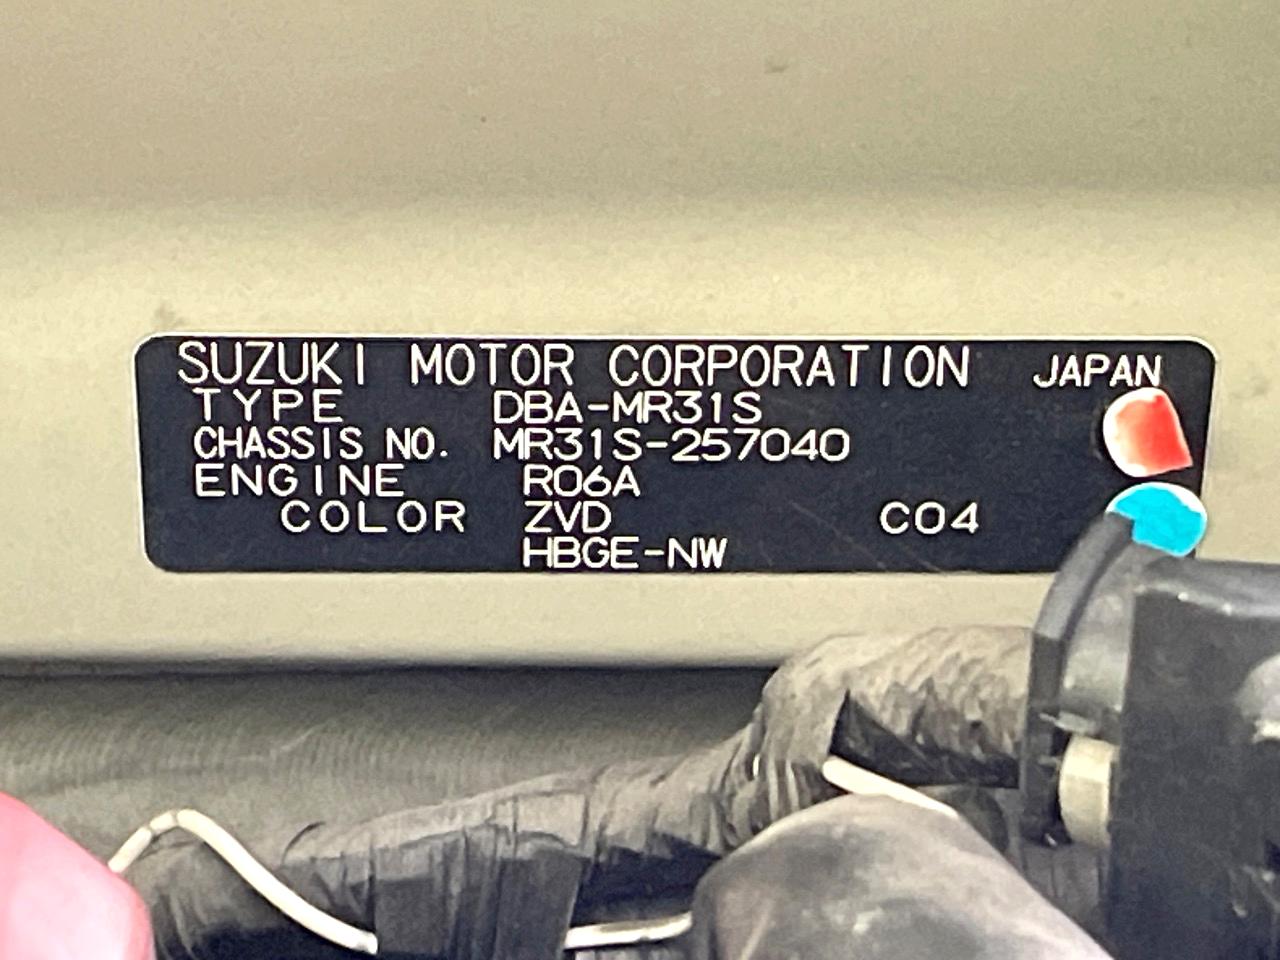 SUZUKI MOTOR CORPORATION JAPAN
TYPE DBA-MR31S
CHASSIS NO. MR31S-257040
ENGINE R06A
COLOR ZVD C04
HBGE-NW